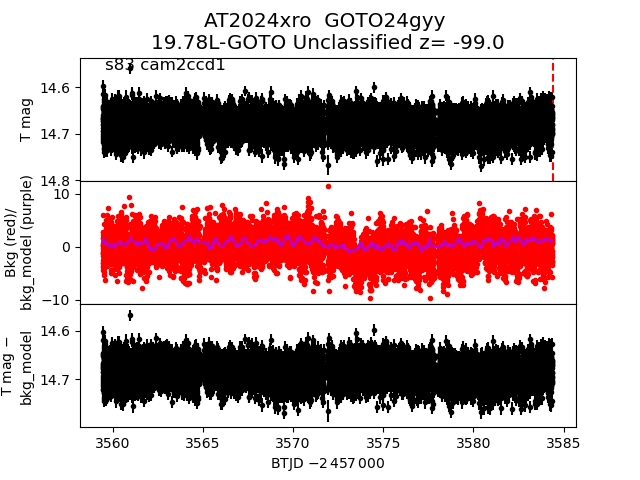 AT2024xro GOTO24gyy
19.78L-GOTO Unclassified z= -99.0
s83 cam2ccd1
14.6
14.7
14.8
T mag
10
0
−10
Bkg (red)/
bkg_model (purple)
14.6
14.7
T mag −
bkg_model
3560 3565 3570 3575 3580 3585
BTJD −2 457 000